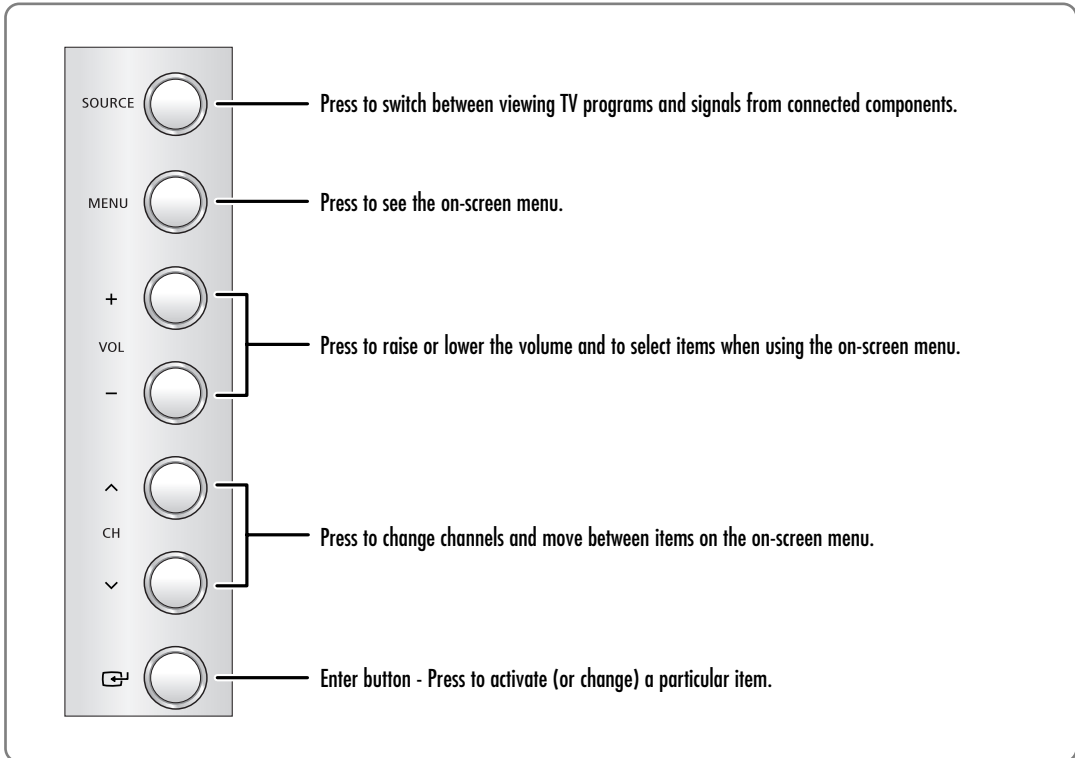 SOURCE
Press to switch between viewing TV programs and signals from connected components.
MENU
Press to see the on-screen menu.
+
VOL
Press to raise or lower the volume and to select items when using the on-screen menu.
−
CH
Press to change channels and move between items on the on-screen menu.
Enter button - Press to activate (or change) a particular item.